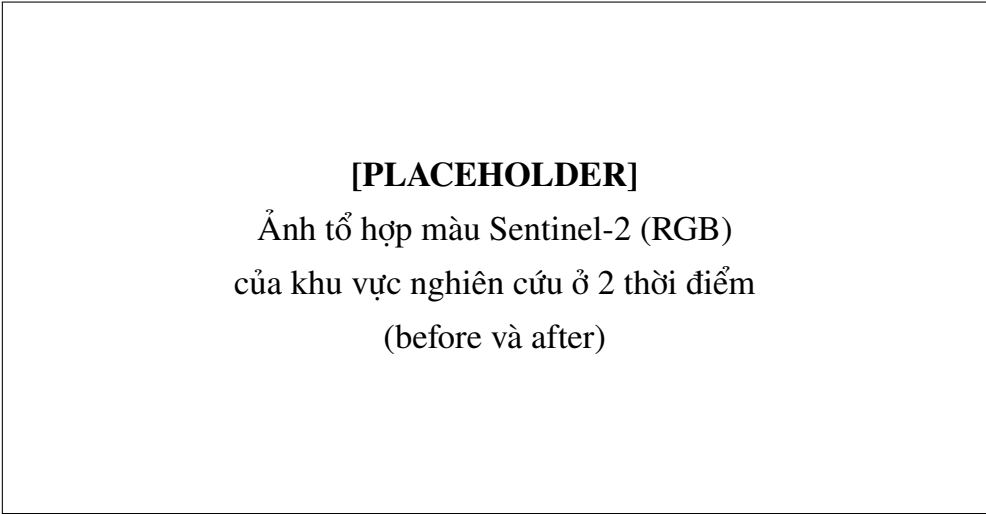 [PLACEHOLDER]
Ảnh tổ hợp màu Sentinel-2 (RGB)
của khu vực nghiên cứu ở 2 thời điểm
(before và after)